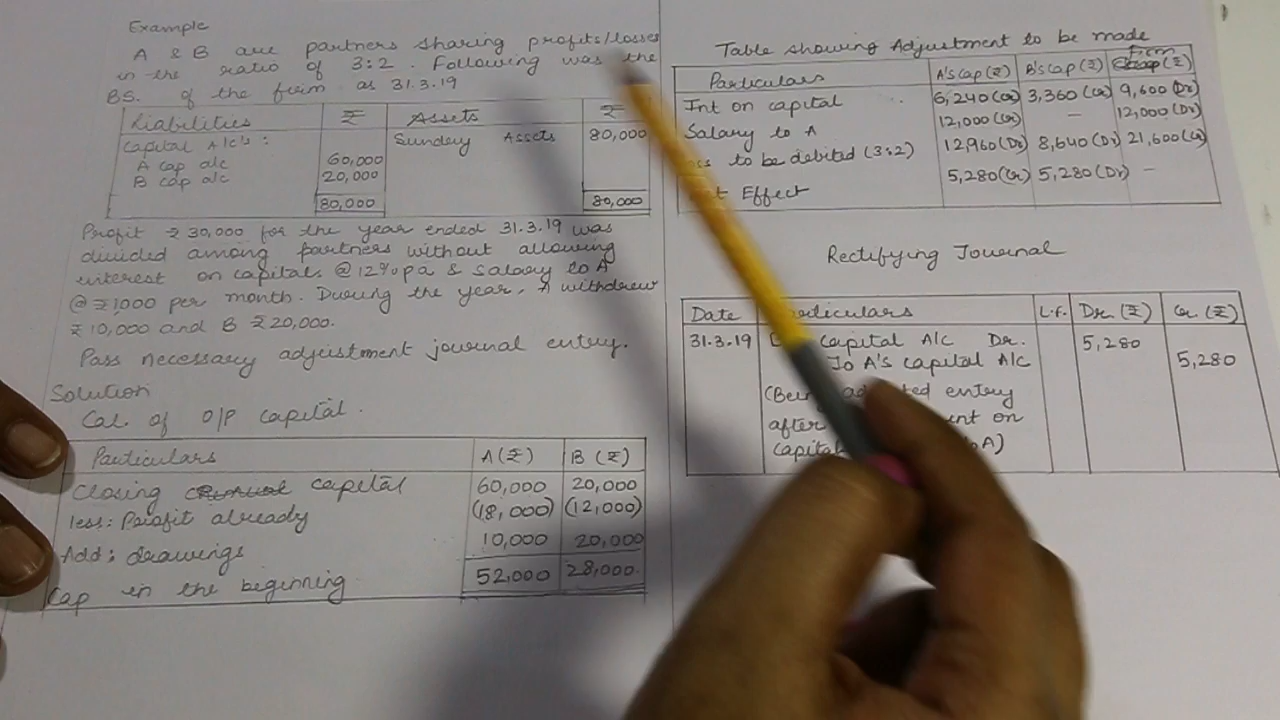 Example
A & B are partners sharing profits/losses
in the ratio of 3:2. Following was the
BS. of the firm as 31.3.19
Liabilities ₹ Assets ₹
Capital A/c's: Sundry Assets 80,000
A cap a/c 60,000
B cap a/c 20,000
80,000 80,000
Profit ₹ 30,000 for the year ended 31.3.19 was
divided among partners without allowing
interest on capital @ 12% pa & salary to A
@ ₹1000 per month. During the year, A withdrew
₹ 10,000 and B ₹ 20,000.
Pass necessary adjustment journal entry.
Solution
Cal. of O/P capital.
Particulars A (₹) B (₹)
Closing capital 60,000 20,000
less: Profit already (18,000) (12,000)
Add: drawings 10,000 20,000
Cap in the beginning 52,000 28,000
Table showing Adjustment to be made
Particulars A's Cap (₹) B's Cap (₹) Firm (₹)
Int on capital 6,240 (Cr) 3,360 (Cr) 9,600 (Dr)
Salary to A 12,000 (Cr) — 12,000 (Dr)
to be debited (3:2) 12,960 (Dr) 8,640 (Dr) 21,600 (Cr)
Effect 5,280 (Cr) 5,280 (Dr) —
Rectifying Journal
Date L.f. Dr. (₹) Cr. (₹)
31.3.19 capital A/c Dr. 5,280
To A's capital A/c 5,280
entry
after on
A)